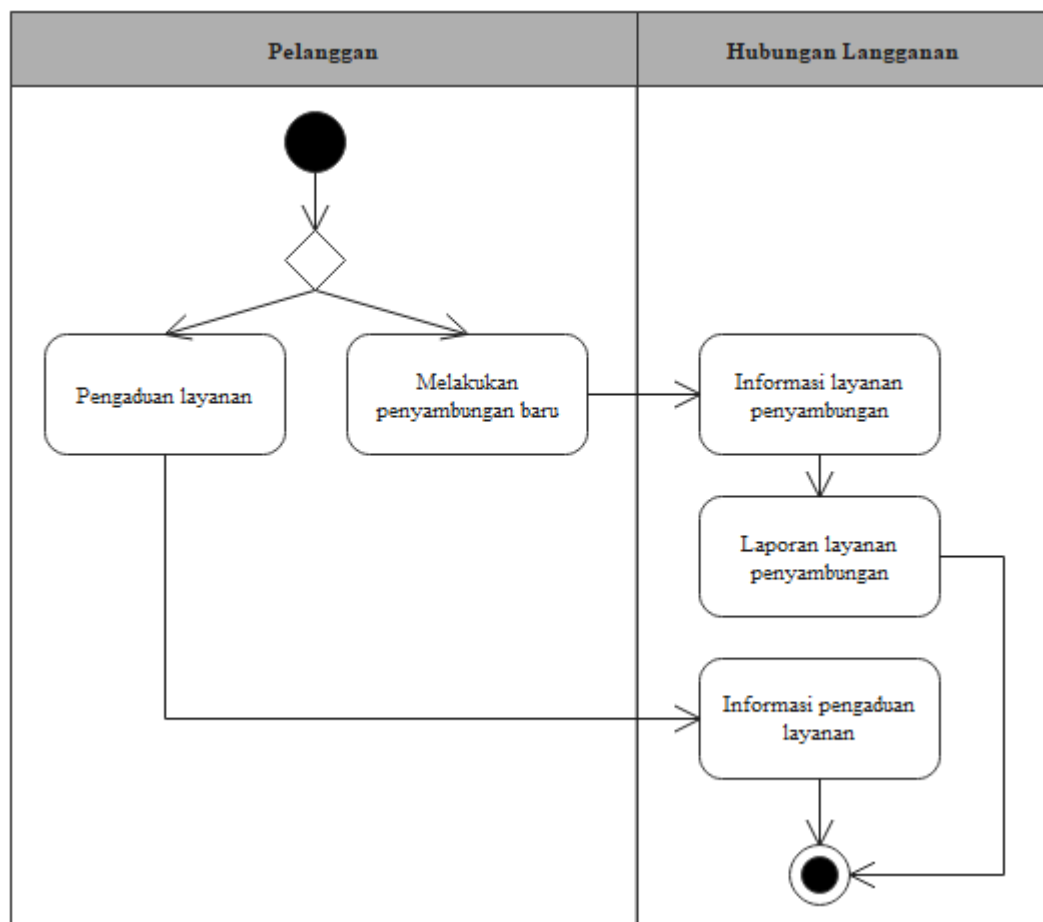 Pelanggan
Hubungan Langganan
Pengaduan layanan
Melakukan
penyambungan baru
Informasi layanan
penyambungan
Laporan layanan
penyambungan
Informasi pengaduan
layanan